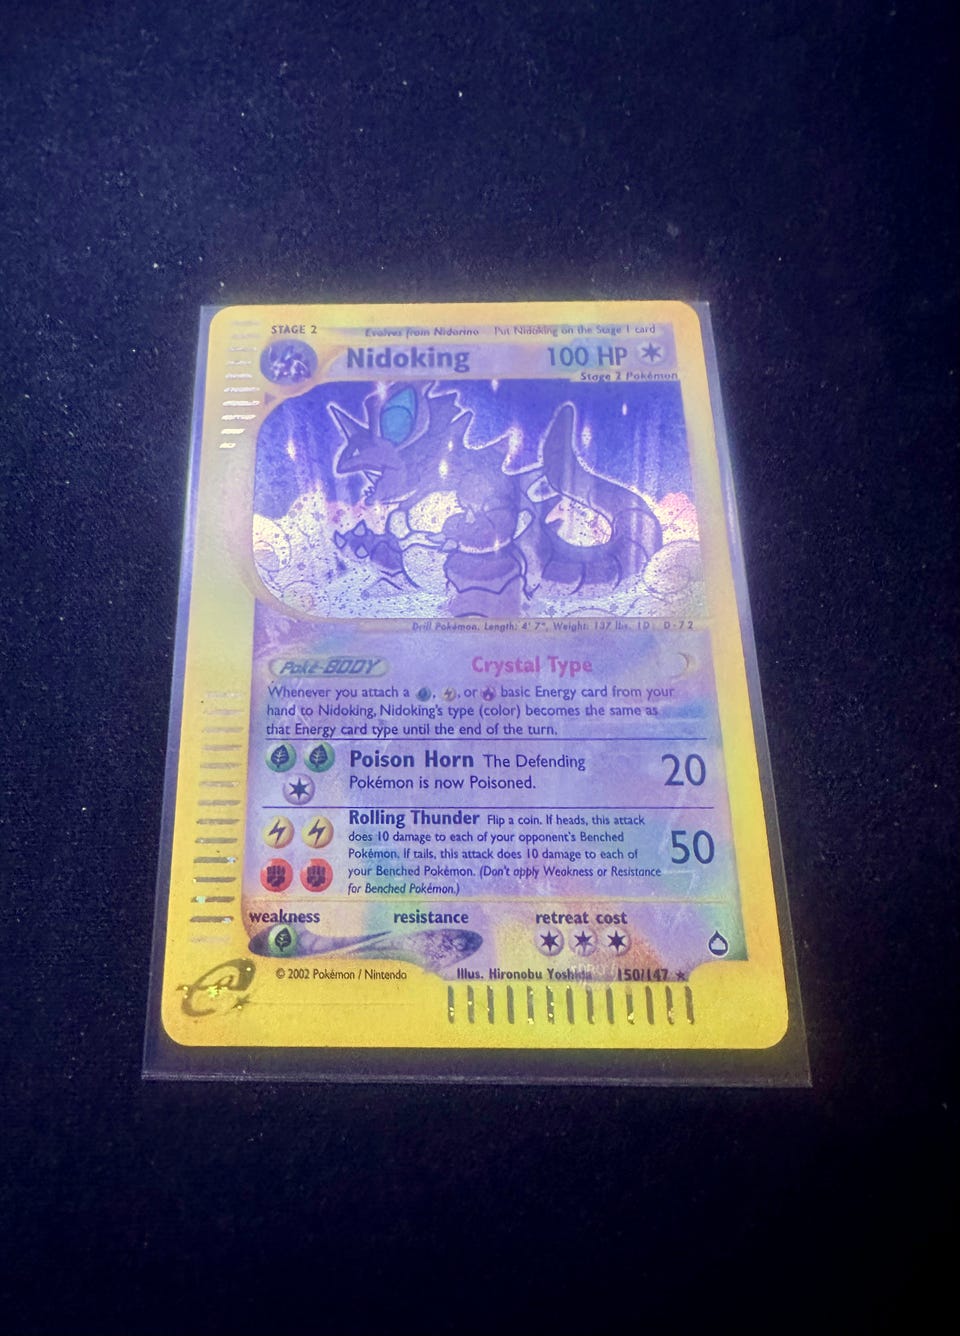 STAGE 2 Evolves from Nidorino Put Nidoking on the Stage 1 card
Nidoking 100 HP
Stage 2 Pokémon
Drill Pokémon. Length: 4' 7", Weight: 137 lbs. ID: D-72
Poké-BODY Crystal Type
Whenever you attach a , , or basic Energy card from your
hand to Nidoking, Nidoking's type (color) becomes the same as
that Energy card type until the end of the turn.
Poison Horn The Defending 20
Pokémon is now Poisoned.
Rolling Thunder Flip a coin. If heads, this attack
does 10 damage to each of your opponent's Benched
Pokémon. If tails, this attack does 10 damage to each of 50
your Benched Pokémon. (Don't apply Weakness or Resistance
for Benched Pokémon.)
weakness resistance retreat cost
© 2002 Pokémon / Nintendo Illus. Hironobu Yoshida 150/147 ★
e